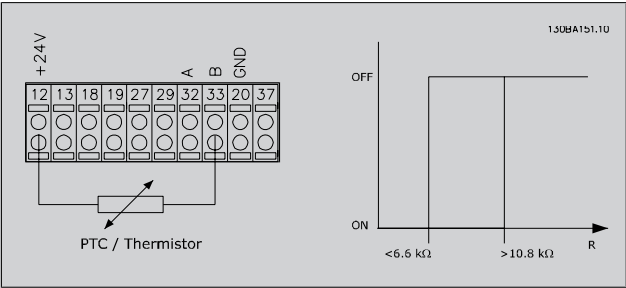 130BA151.10
+24V
A
B
GND
12 13 18 19 27 29 32 33 20 37
PTC / Thermistor
OFF
ON
R
<6.6 kΩ
>10.8 kΩ